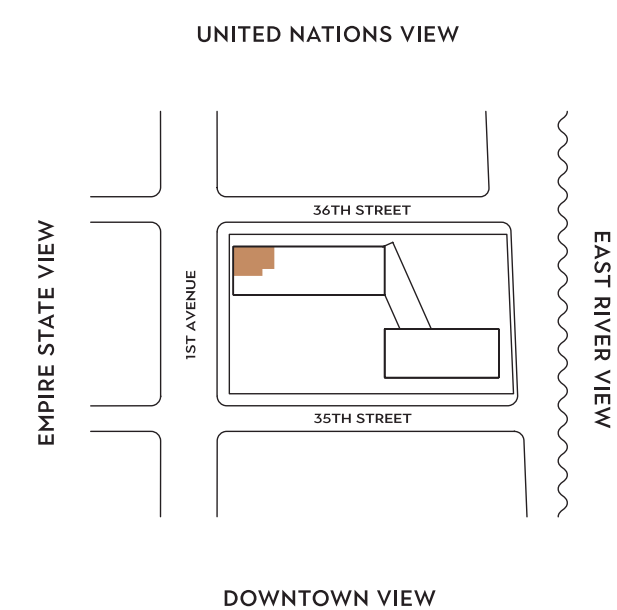 UNITED NATIONS VIEW
36TH STREET
EMPIRE STATE VIEW
1ST AVENUE
EAST RIVER VIEW
35TH STREET
DOWNTOWN VIEW